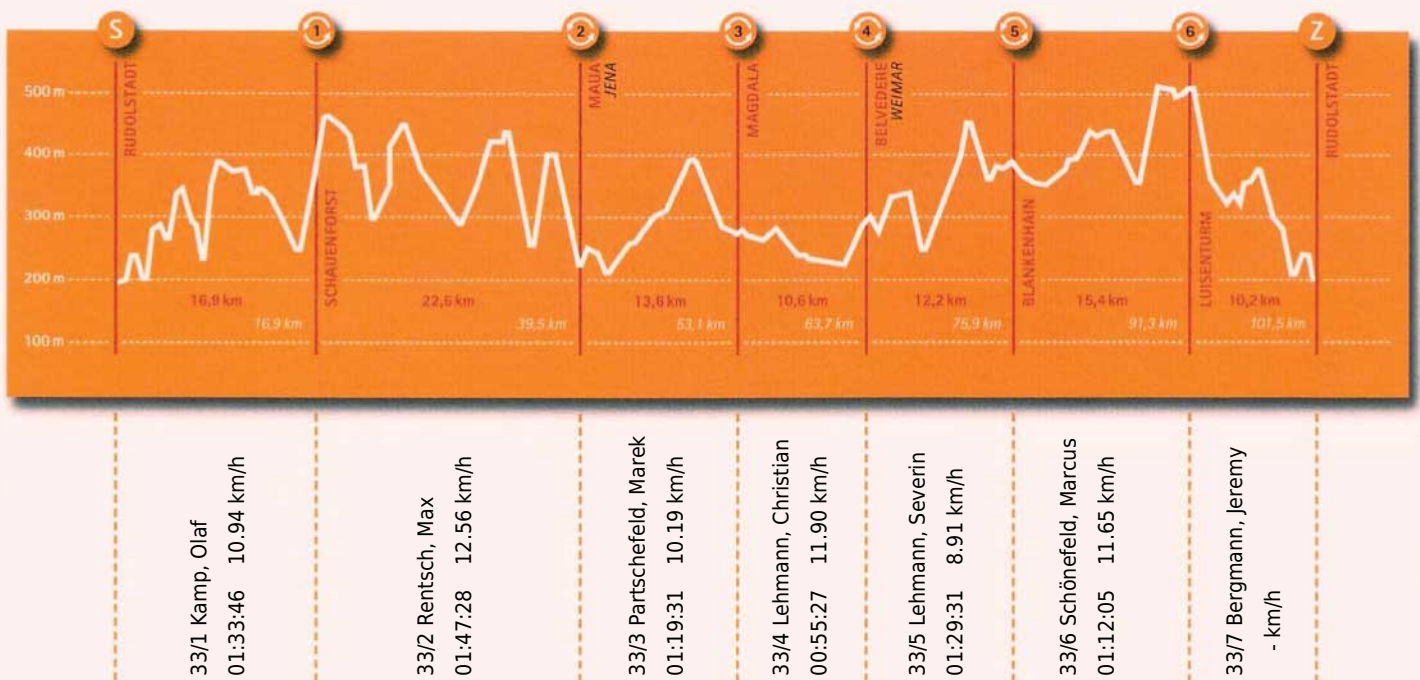 S
1
2
3
4
5
6
Z
500 m
400 m
300 m
200 m
100 m
RUDOLSTADT
SCHAUENFORST
MAUA
JENA
MAGDALA
BELVEDERE
WEIMAR
BLANKENHAIN
LUISENTURM
RUDOLSTADT
16,9 km
22,6 km
13,6 km
10,6 km
12,2 km
15,4 km
10,2 km
16,9 km
39,5 km
53,1 km
63,7 km
75,9 km
91,3 km
101,5 km
33/1 Kamp, Olaf
01:33:46 10.94 km/h
33/2 Rentsch, Max
01:47:28 12.56 km/h
33/3 Partschefeld, Marek
01:19:31 10.19 km/h
33/4 Lehmann, Christian
00:55:27 11.90 km/h
33/5 Lehmann, Severin
01:29:31 8.91 km/h
33/6 Schönefeld, Marcus
01:12:05 11.65 km/h
33/7 Bergmann, Jeremy
- km/h